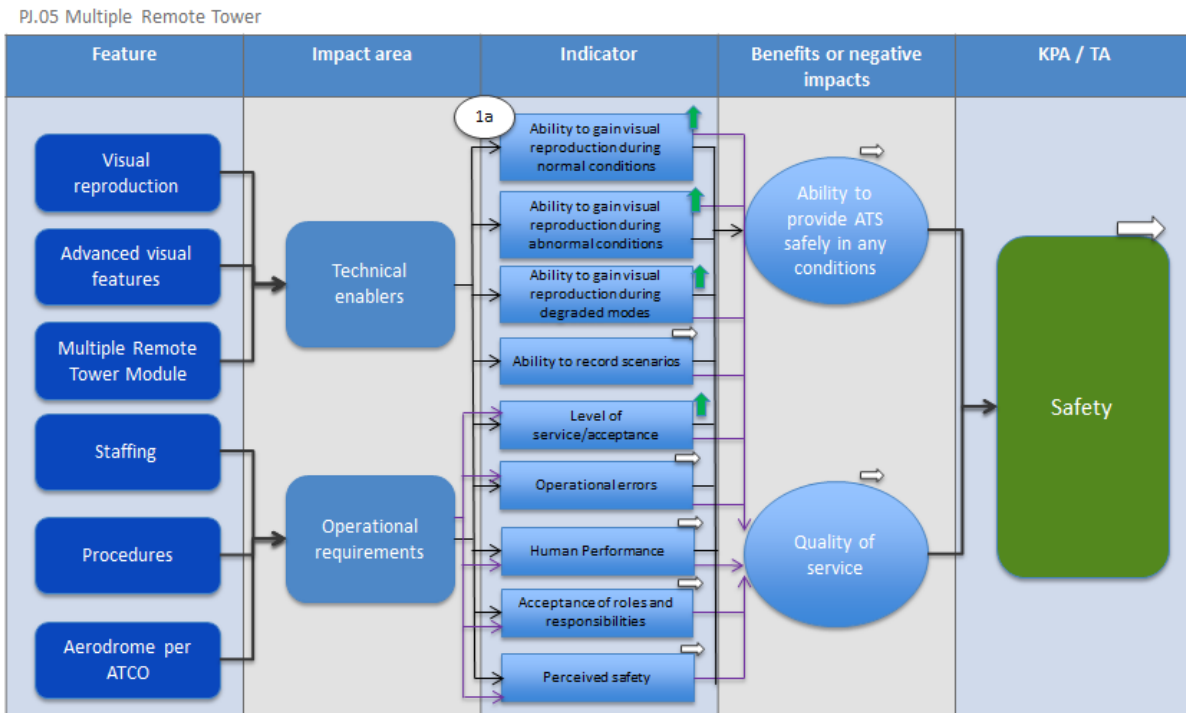 PJ.05 Multiple Remote Tower
Feature
Impact area
Indicator
Benefits or negative
impacts
KPA / TA
Visual
reproduction
Advanced visual
features
Multiple Remote
Tower Module
Staffing
Procedures
Aerodrome per
ATCO
Technical
enablers
Operational
requirements
1a
Ability to gain visual
reproduction during
normal conditions
Ability to gain visual
reproduction during
abnormal conditions
Ability to gain visual
reproduction during
degraded modes
Ability to record scenarios
Level of
service/acceptance
Operational errors
Human Performance
Acceptance of roles and
responsibilities
Perceived safety
Ability to
provide ATS
safely in any
conditions
Quality of
service
Safety